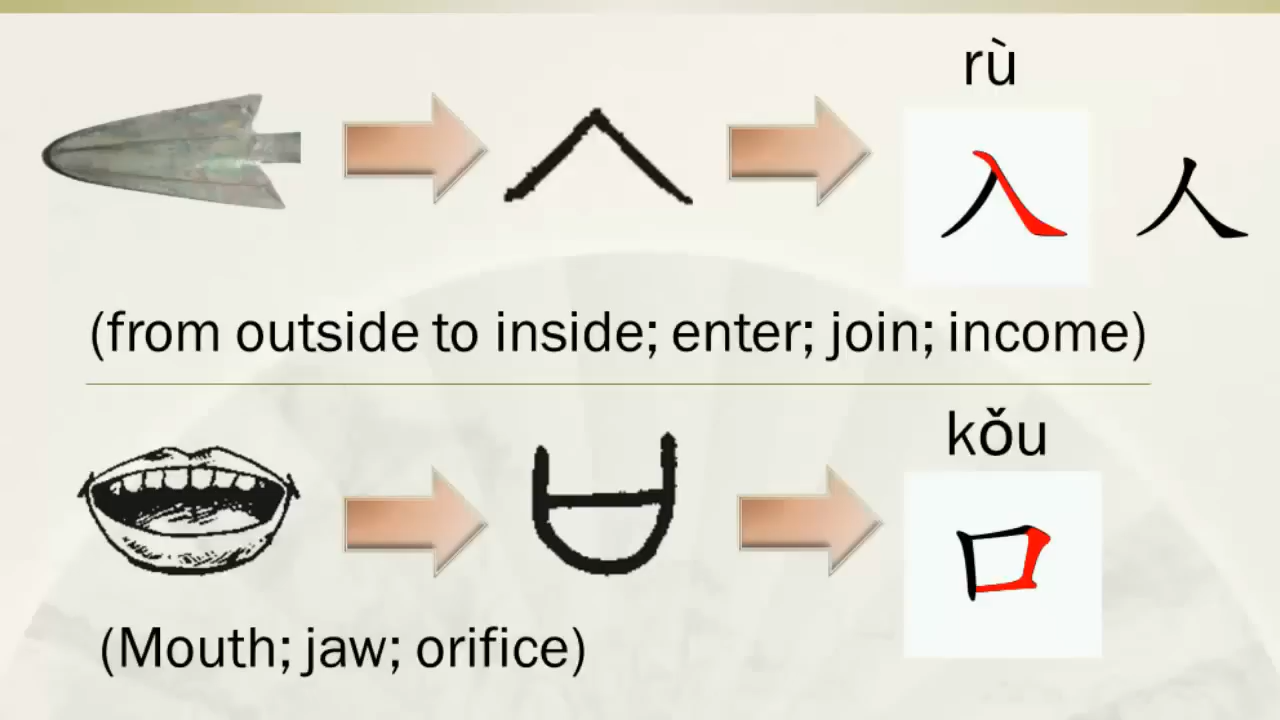 rù
入 人
(from outside to inside; enter; join; income)
kǒu
口
(Mouth; jaw; orifice)